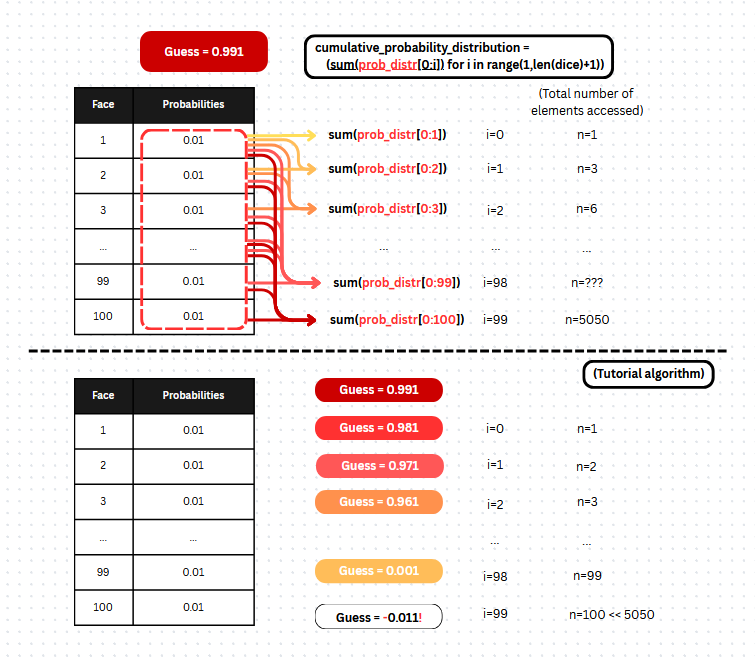 Guess = 0.991
cumulative_probability_distribution =
(sum(prob_distr[0:i]) for i in range(1,len(dice)+1))
(Total number of
elements accessed)
Face Probabilities
1 0.01 sum(prob_distr[0:1]) i=0 n=1
2 0.01 sum(prob_distr[0:2]) i=1 n=3
3 0.01 sum(prob_distr[0:3]) i=2 n=6
... ... ... ... ...
99 0.01 sum(prob_distr[0:99]) i=98 n=???
100 0.01 sum(prob_distr[0:100]) i=99 n=5050
(Tutorial algorithm)
Face Probabilities Guess = 0.991
1 0.01 Guess = 0.981 i=0 n=1
2 0.01 Guess = 0.971 i=1 n=2
3 0.01 Guess = 0.961 i=2 n=3
... ... ... ...
99 0.01 Guess = 0.001 i=98 n=99
100 0.01 Guess = -0.011! i=99 n=100 << 5050